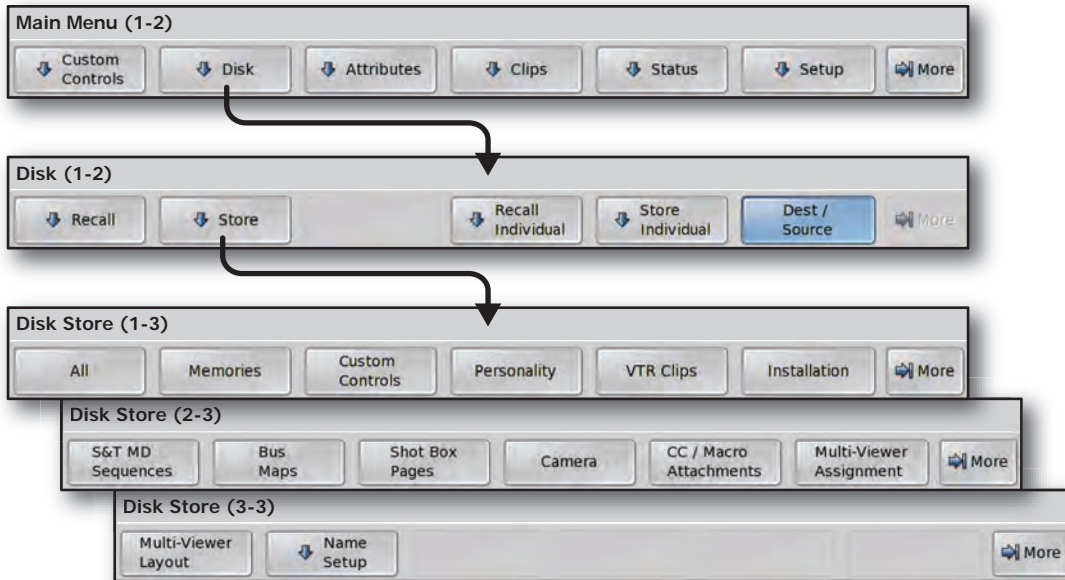 Main Menu (1-2)
Custom
Controls
Disk
Attributes
Clips
Status
Setup
More
Disk (1-2)
Recall
Store
Recall
Individual
Store
Individual
Dest /
Source
More
Disk Store (1-3)
All
Memories
Custom
Controls
Personality
VTR Clips
Installation
More
Disk Store (2-3)
S&T MD
Sequences
Bus
Maps
Shot Box
Pages
Camera
CC / Macro
Attachments
Multi-Viewer
Assignment
More
Disk Store (3-3)
Multi-Viewer
Layout
Name
Setup
More